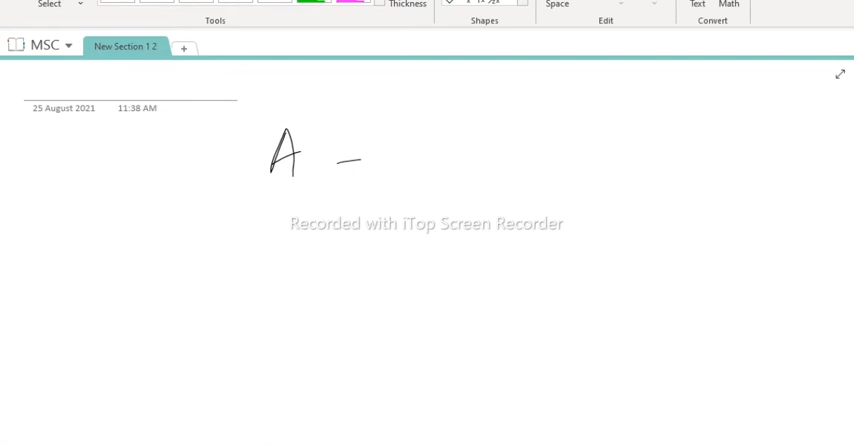 Select
Tools
Thickness
Shapes
Space
Edit
Text Math
Convert
MSC New Section 1 2 +
25 August 2021 11:38 AM
A –
Recorded with iTop Screen Recorder